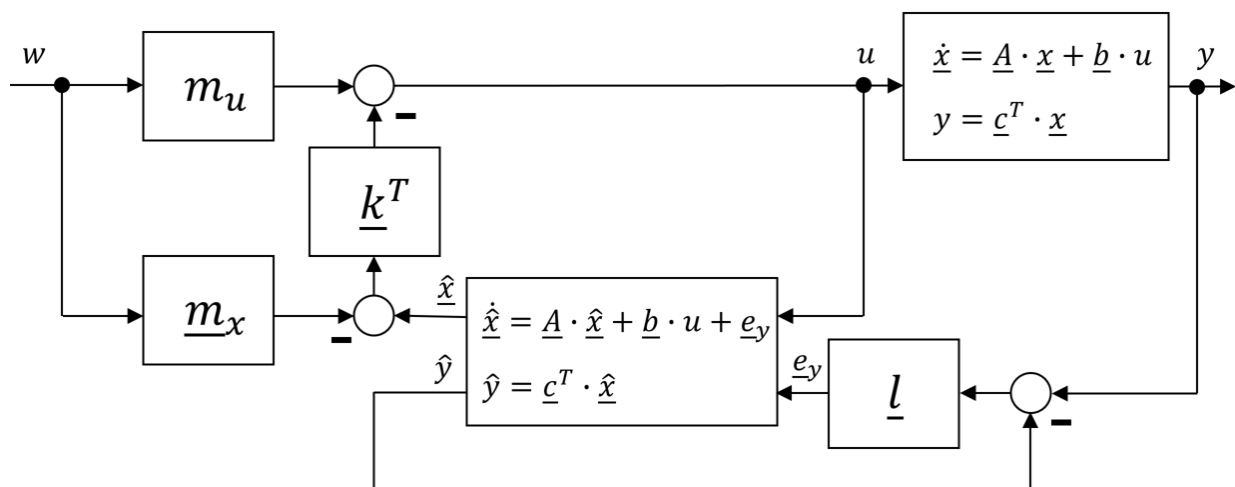 w
m_u
u
ẋ = A · x + b · u
y = c^T · x
y
–
k^T
m_x
–
x̂
ŷ
x̂̇ = A · x̂ + b · u + e_y
ŷ = c^T · x̂
e_y
l
–